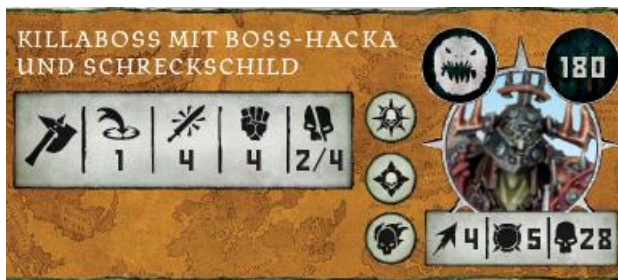 KILLABOSS MIT BOSS-HACKA
UND SCHRECKSCHILD
180
1 4 4 2/4
4 5 28